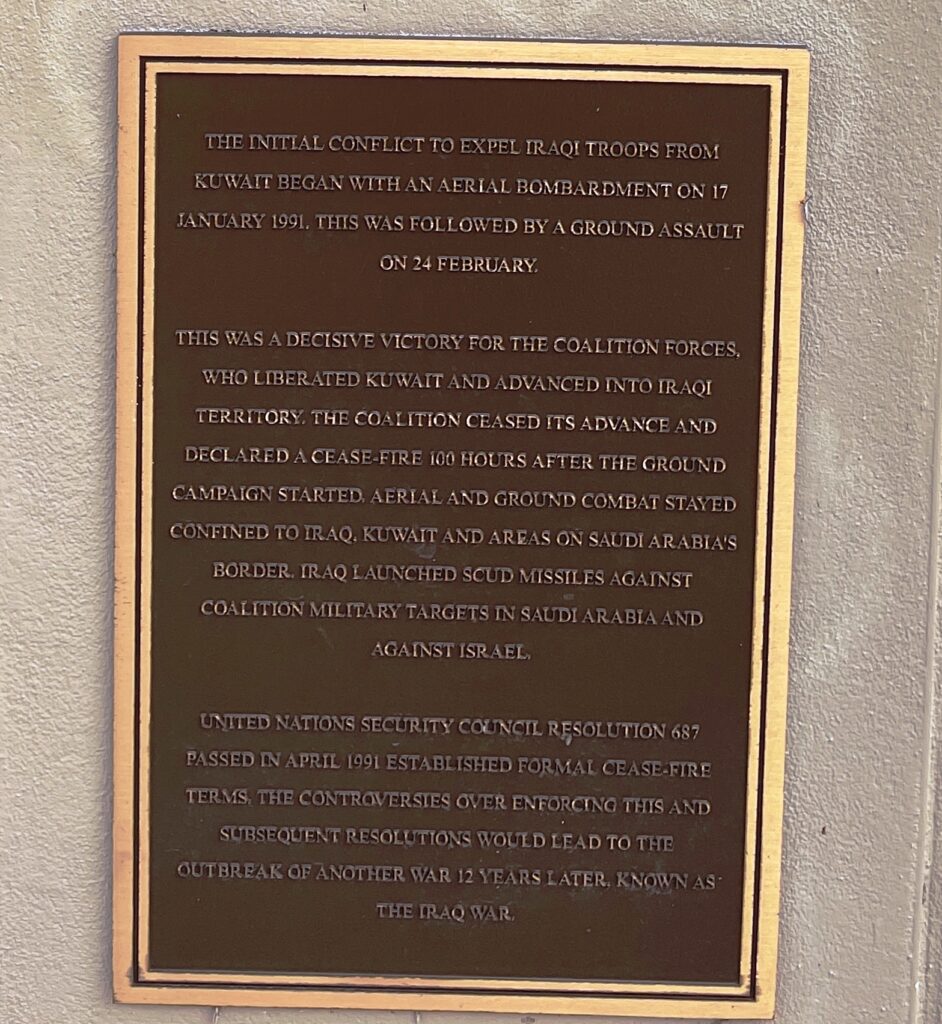 THE INITIAL CONFLICT TO EXPEL IRAQI TROOPS FROM
KUWAIT BEGAN WITH AN AERIAL BOMBARDMENT ON 17
JANUARY 1991. THIS WAS FOLLOWED BY A GROUND ASSAULT
ON 24 FEBRUARY.
THIS WAS A DECISIVE VICTORY FOR THE COALITION FORCES,
WHO LIBERATED KUWAIT AND ADVANCED INTO IRAQI
TERRITORY. THE COALITION CEASED ITS ADVANCE AND
DECLARED A CEASE-FIRE 100 HOURS AFTER THE GROUND
CAMPAIGN STARTED. AERIAL AND GROUND COMBAT STAYED
CONFINED TO IRAQ, KUWAIT AND AREAS ON SAUDI ARABIA'S
BORDER. IRAQ LAUNCHED SCUD MISSILES AGAINST
COALITION MILITARY TARGETS IN SAUDI ARABIA AND
AGAINST ISRAEL.
UNITED NATIONS SECURITY COUNCIL RESOLUTION 687
PASSED IN APRIL 1991 ESTABLISHED FORMAL CEASE-FIRE
TERMS. THE CONTROVERSIES OVER ENFORCING THIS AND
SUBSEQUENT RESOLUTIONS WOULD LEAD TO THE
OUTBREAK OF ANOTHER WAR 12 YEARS LATER, KNOWN AS
THE IRAQ WAR.